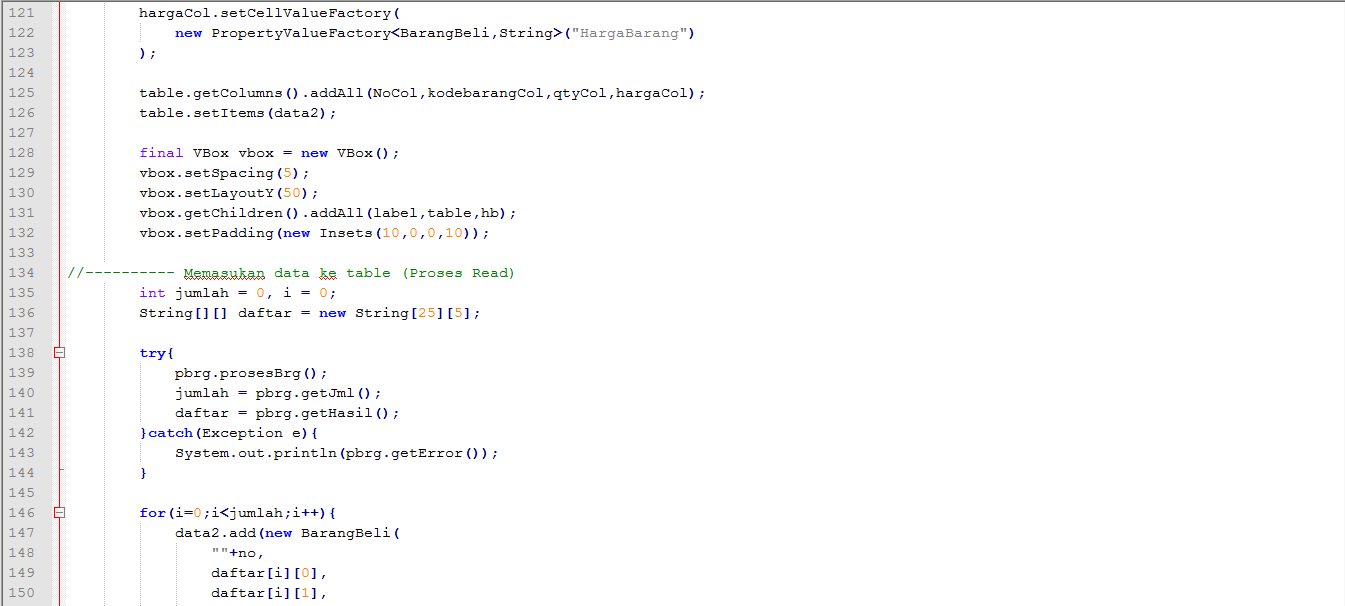 121 hargaCol.setCellValueFactory(
122 new PropertyValueFactory<BarangBeli,String>("HargaBarang")
123 );
124
125 table.getColumns().addAll(NoCol,kodebarangCol,qtyCol,hargaCol);
126 table.setItems(data2);
127
128 final VBox vbox = new VBox();
129 vbox.setSpacing(5);
130 vbox.setLayoutY(50);
131 vbox.getChildren().addAll(label,table,hb);
132 vbox.setPadding(new Insets(10,0,0,10));
133
134 //---------- Memasukan data ke table (Proses Read)
135 int jumlah = 0, i = 0;
136 String[][] daftar = new String[25][5];
137
138 try{
139 pbrg.prosesBrg();
140 jumlah = pbrg.getJml();
141 daftar = pbrg.getHasil();
142 }catch(Exception e){
143 System.out.println(pbrg.getError());
144 }
145
146 for(i=0;i<jumlah;i++){
147 data2.add(new BarangBeli(
148 ""+no,
149 daftar[i][0],
150 daftar[i][1],